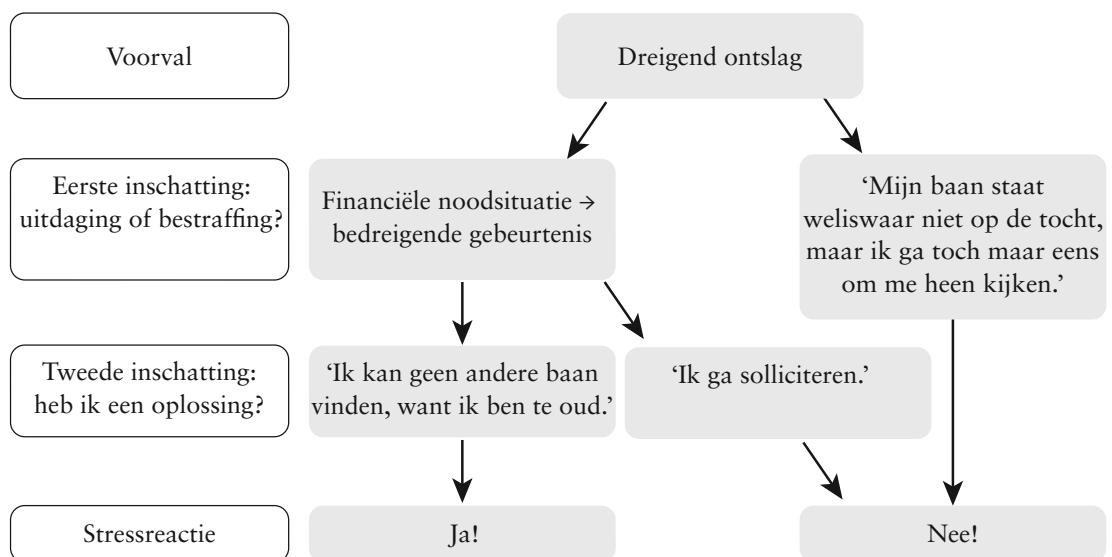 Voorval
Dreigend ontslag
Eerste inschatting:
uitdaging of bestraffing?
Financiële noodsituatie →
bedreigende gebeurtenis
‘Mijn baan staat
weliswaar niet op de tocht,
maar ik ga toch maar eens
om me heen kijken.’
Tweede inschatting:
heb ik een oplossing?
‘Ik kan geen andere baan
vinden, want ik ben te oud.’
‘Ik ga solliciteren.’
Stressreactie
Ja!
Nee!